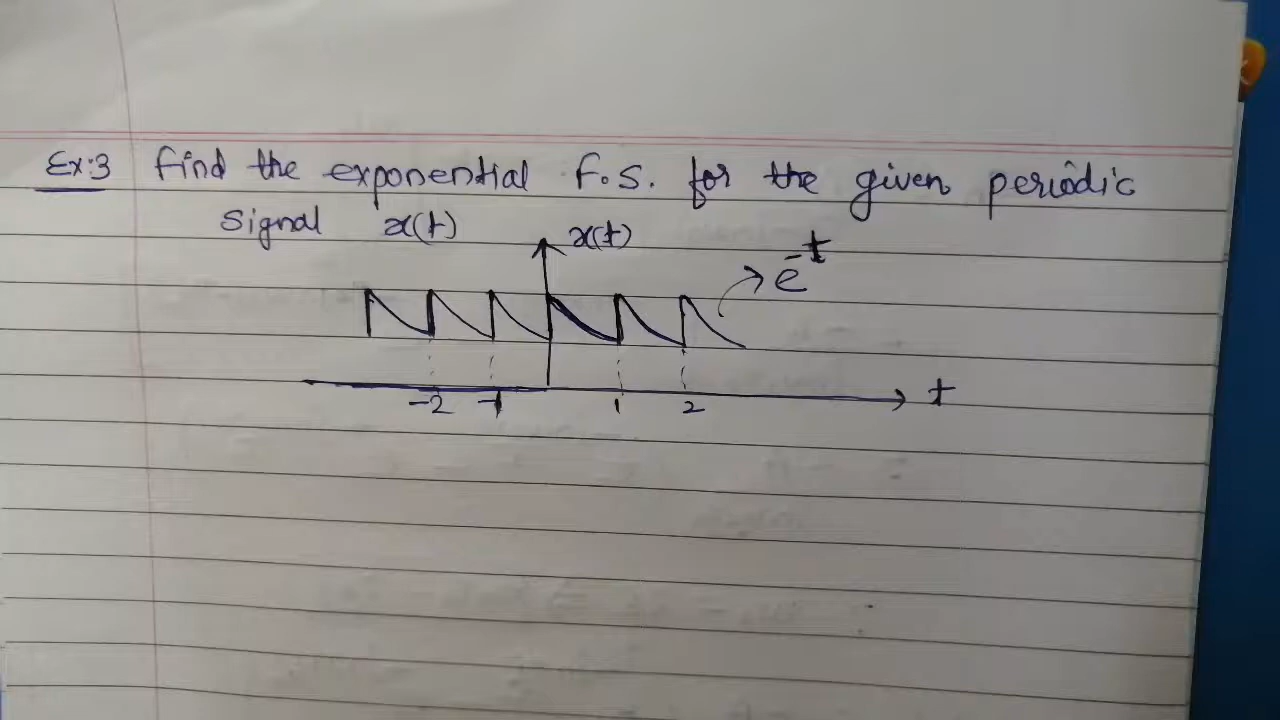 Ex:3 Find the exponential F.S. for the given periodic
signal x(t)
x(t)
e^-t
-2 -1 1 2 t